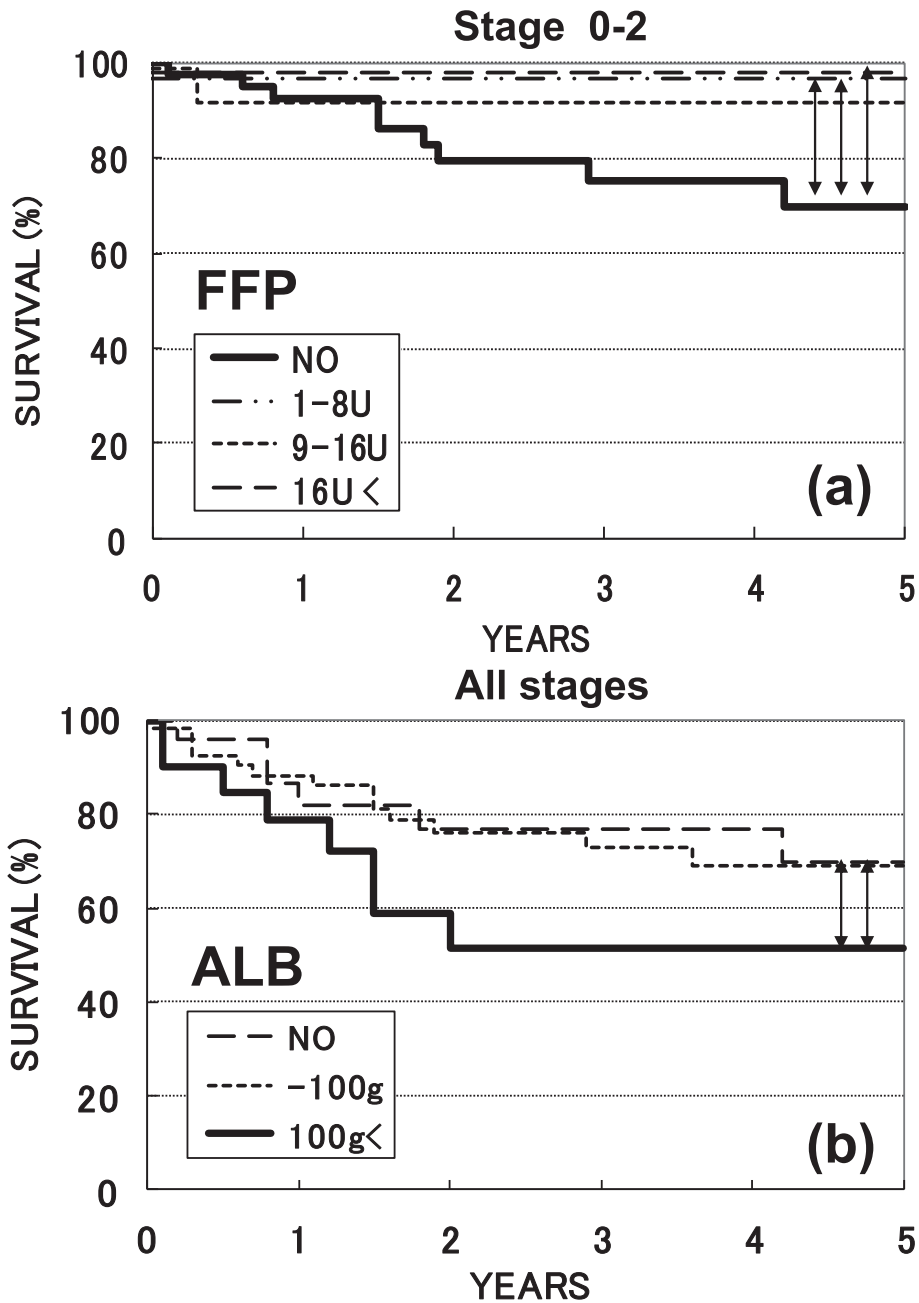 Stage 0-2
100
80
60
40
20
0
SURVIVAL (%)
FFP
NO
1-8U
9-16U
16U<
(a)
0 1 2 3 4 5
YEARS
All stages
100
80
60
40
20
0
SURVIVAL (%)
ALB
NO
-100g
100g<
(b)
0 1 2 3 4 5
YEARS